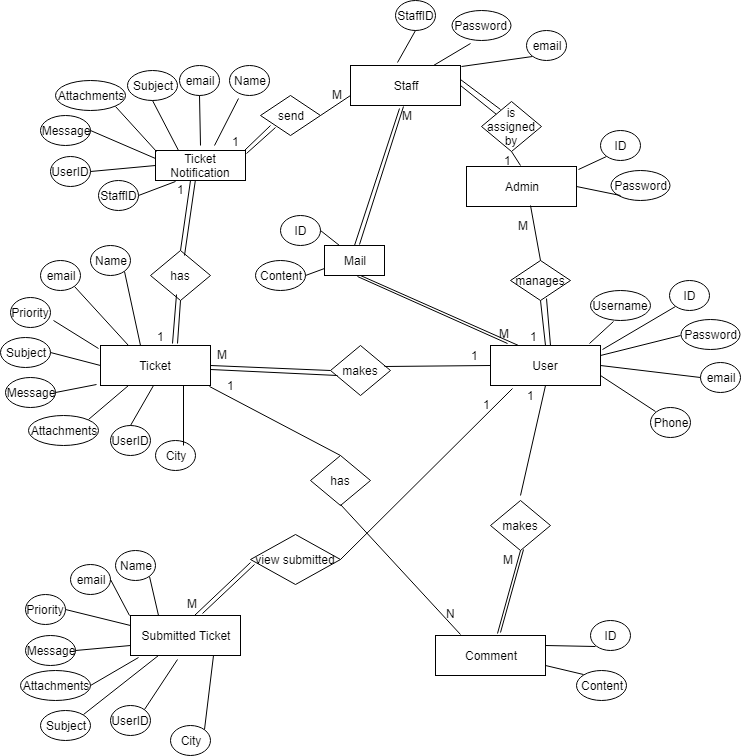 StaffID
Password
email
Staff
Subject
email
Name
Attachments
Message
UserID
StaffID
Ticket
Notification
1
send
M
M
is
assigned
by
1
Admin
ID
Password
1
has
1
ID
Content
Mail
M
M
manages
1
Name
email
Priority
Subject
Message
Attachments
UserID
City
Ticket
M
makes
1
1
User
Username
ID
Password
email
Phone
1
1
has
makes
M
view submitted
M
N
Name
email
Priority
Message
Attachments
Subject
UserID
City
Submitted Ticket
Comment
ID
Content